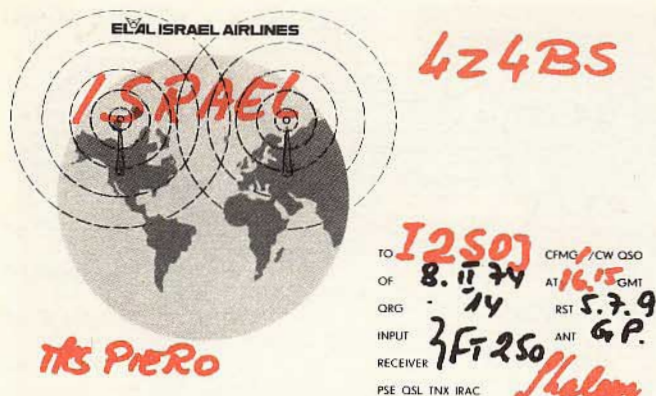 EL AL ISRAEL AIRLINES
4Z4BS
ISRAEL
TO I2SOJ CFMG / /CW QSO
OF 8. II 74 AT 16.15 GMT
QRG 14 RST 5.7.9
INPUT } FT 250 ANT G.P.
RECEIVER
TKS PIERO
PSE QSL TNX IRAC Shalom